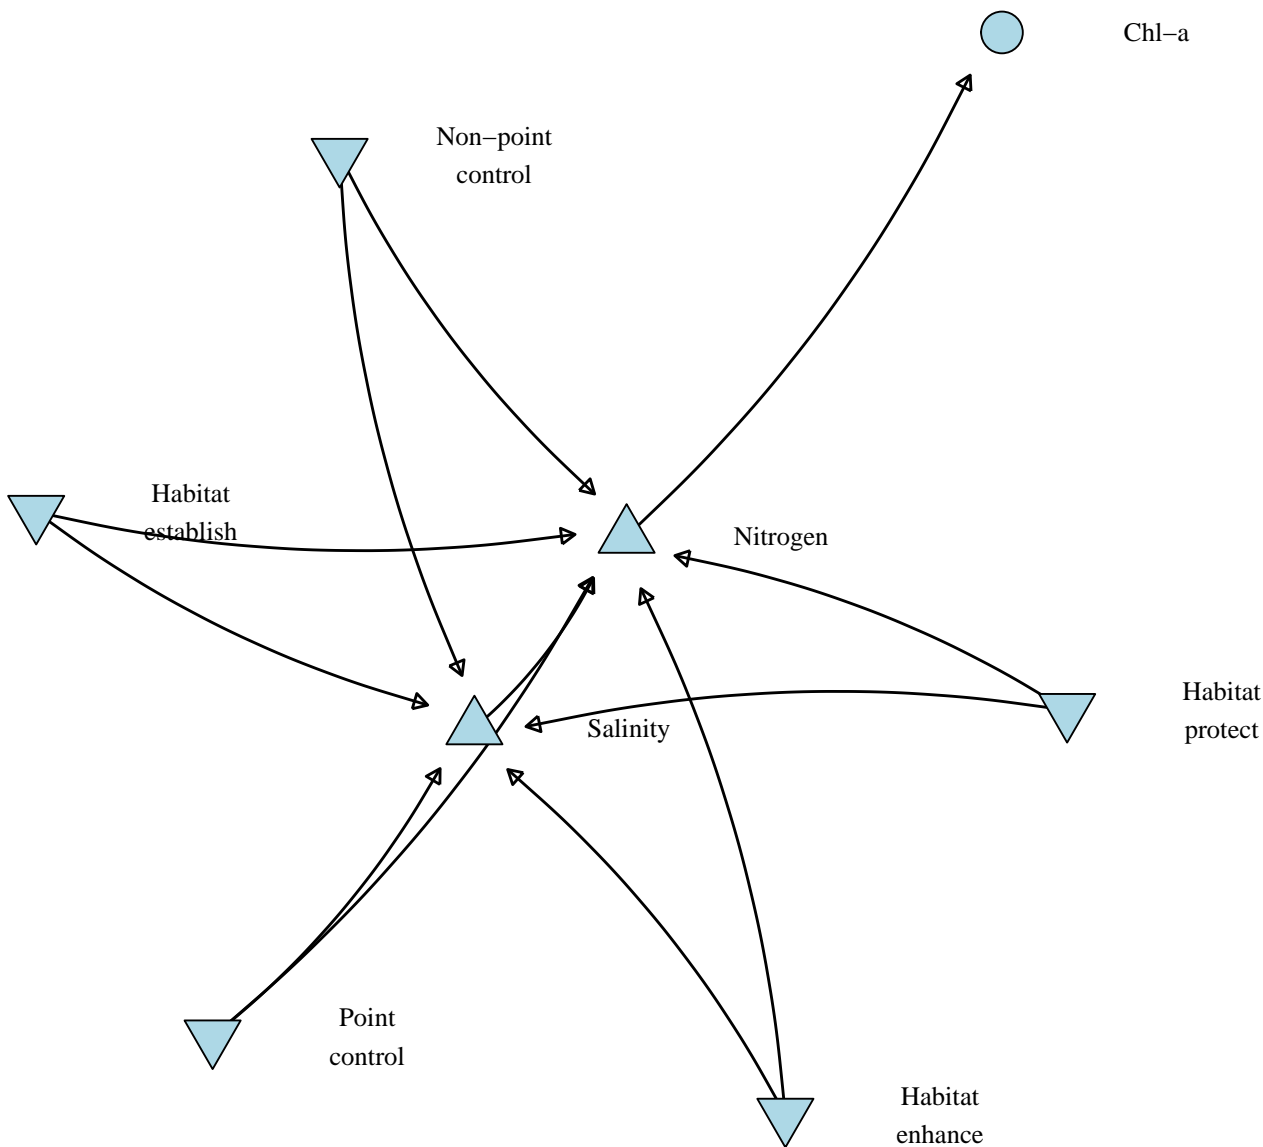 Chl−a
Non−point
control
Habitat
establish
Nitrogen
Habitat
protect
Salinity
Point
control
Habitat
enhance